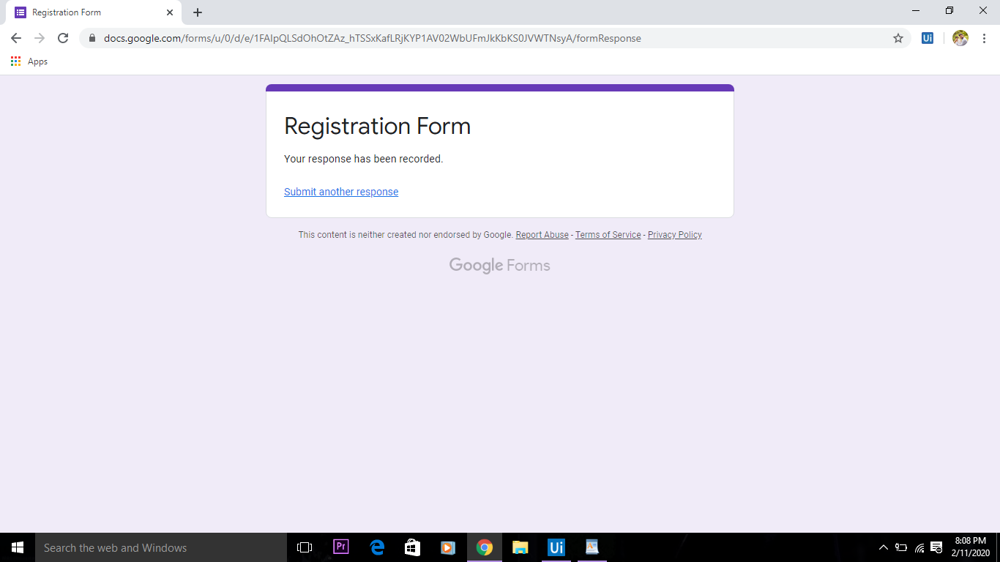 Registration Form
docs.google.com/forms/u/0/d/e/1FAIpQLSdOhOtZAz_hTSSxKafLRjKYP1AV02WbUFmJkKbKS0JVWTNsyA/formResponse
Ui
Apps
Registration Form
Your response has been recorded.
Submit another response
This content is neither created nor endorsed by Google. Report Abuse - Terms of Service - Privacy Policy
Google Forms
Search the web and Windows
Pr
Ui
8:08 PM
2/11/2020